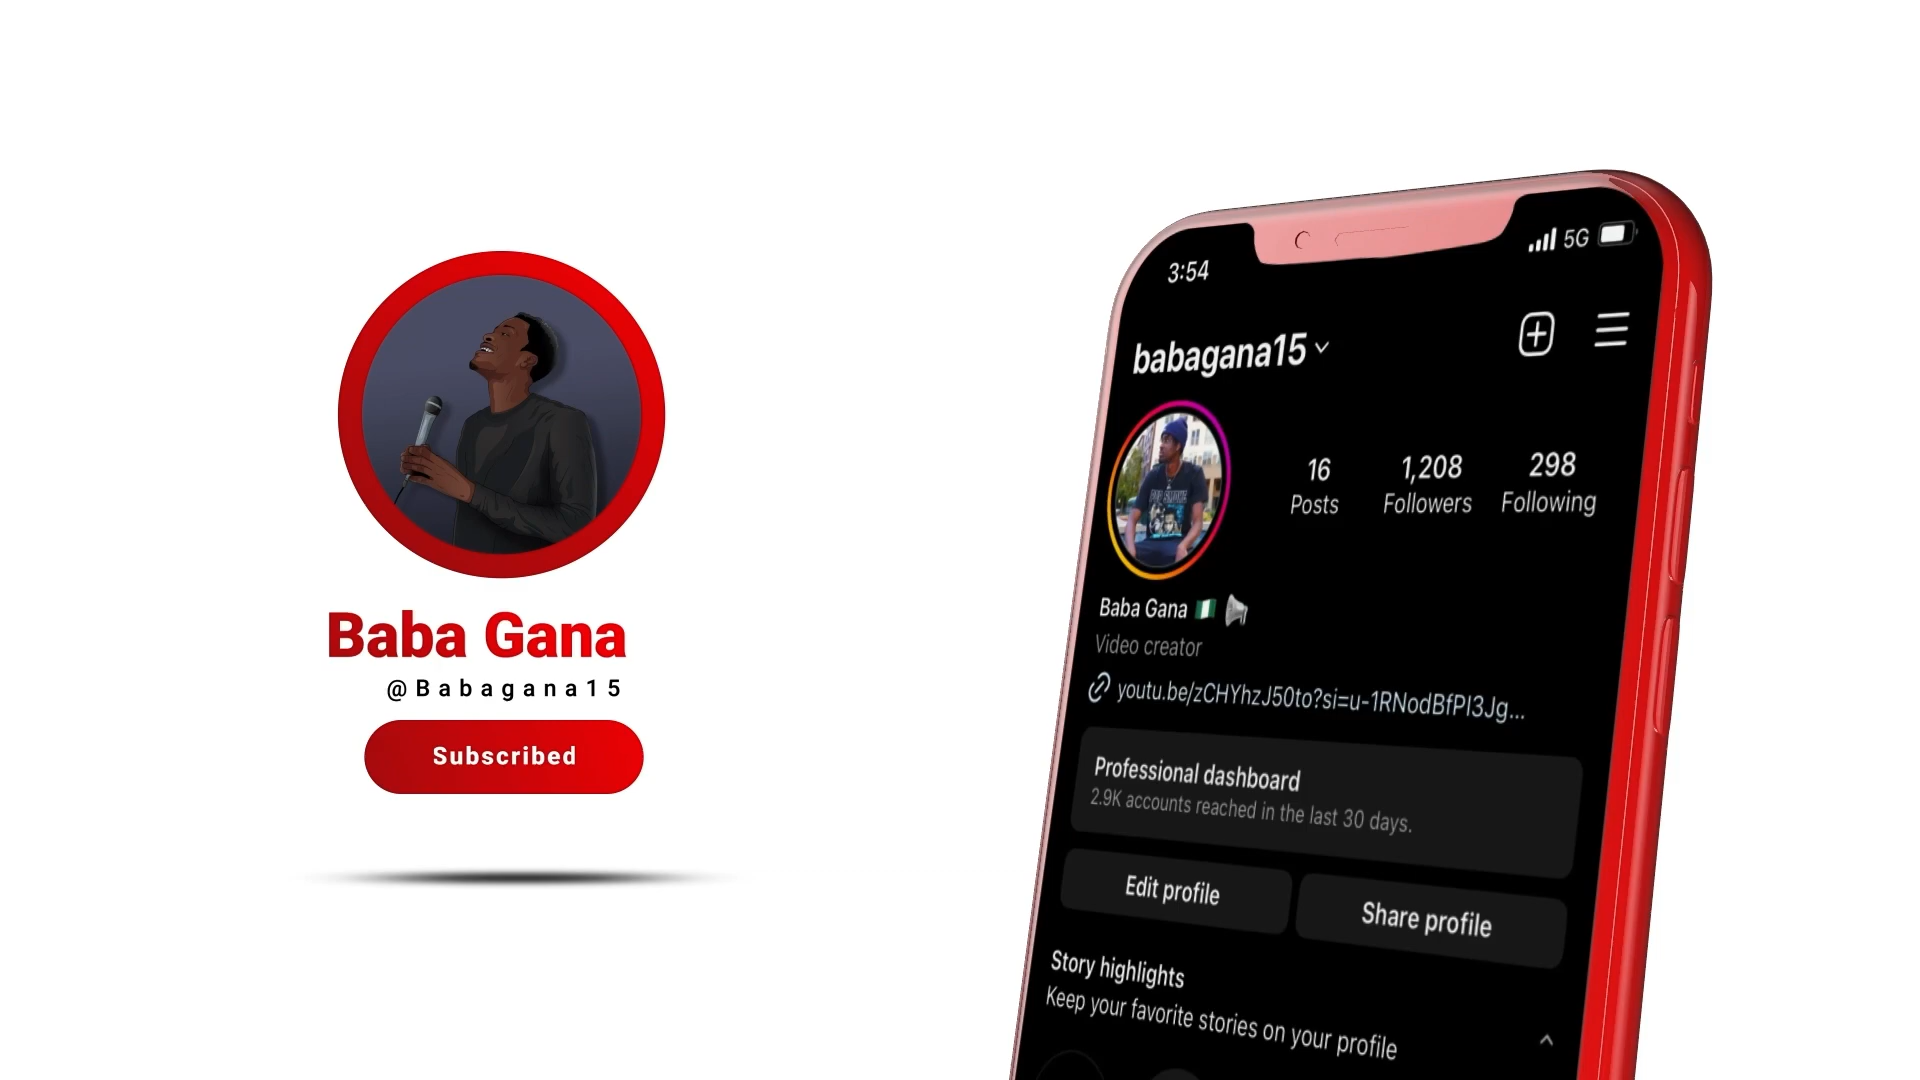 Baba Gana
@Babagana15
Subscribed
3:54
5G
babagana15
16
Posts
1,208
Followers
298
Following
Baba Gana
Video creator
youtu.be/zCHYhzJ50to?si=u-1RNodBfPI3Jg...
Professional dashboard
2.9K accounts reached in the last 30 days.
Edit profile
Share profile
Story highlights
Keep your favorite stories on your profile